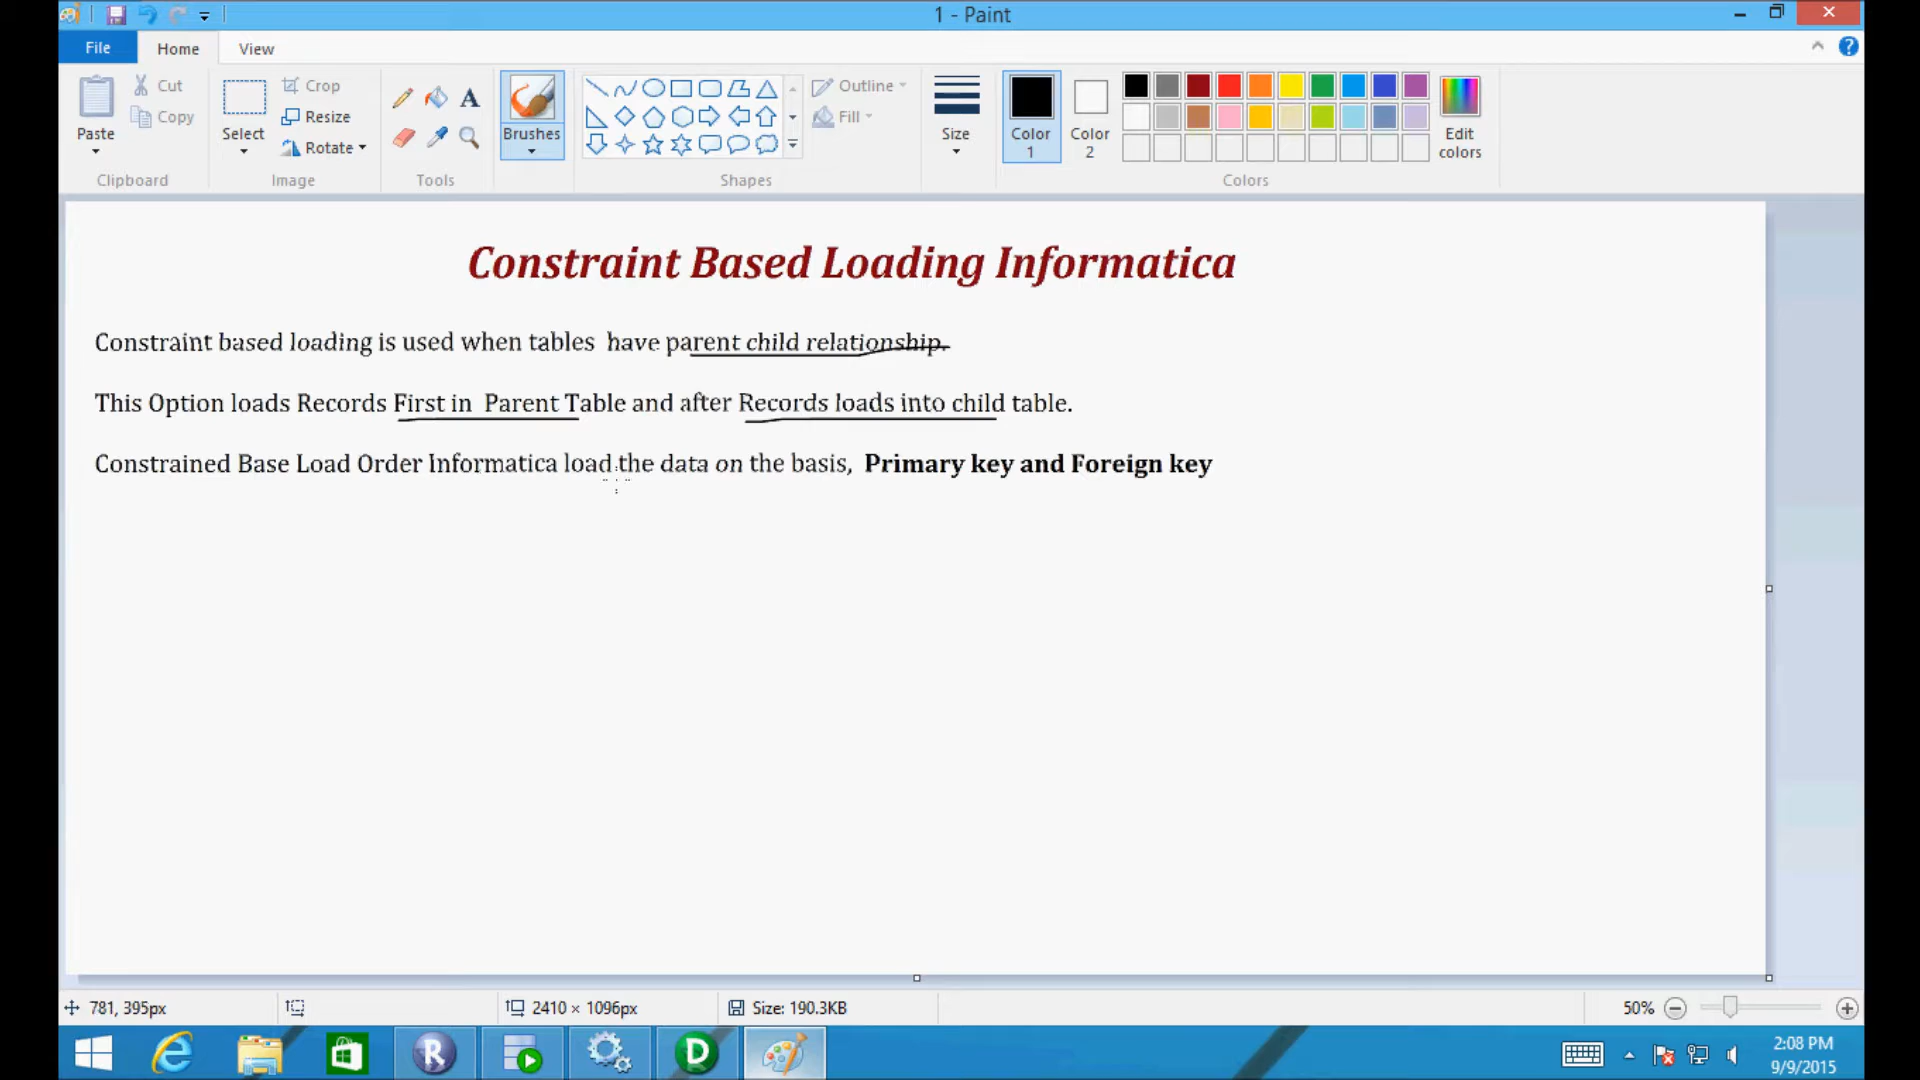 1 - Paint
File
Home
View
Paste
Cut
Copy
Clipboard
Select
Crop
Resize
Rotate
Image
A
Tools
Brushes
Shapes
Outline
Fill
Size
Color 1
Color 2
Edit colors
Colors
Constraint Based Loading Informatica
Constraint based loading is used when tables have parent child relationship.
This Option loads Records First in Parent Table and after Records loads into child table.
Constrained Base Load Order Informatica load the data on the basis, Primary key and Foreign key
781, 395px
2410 × 1096px
Size: 190.3KB
50%
R
D
2:08 PM
9/9/2015